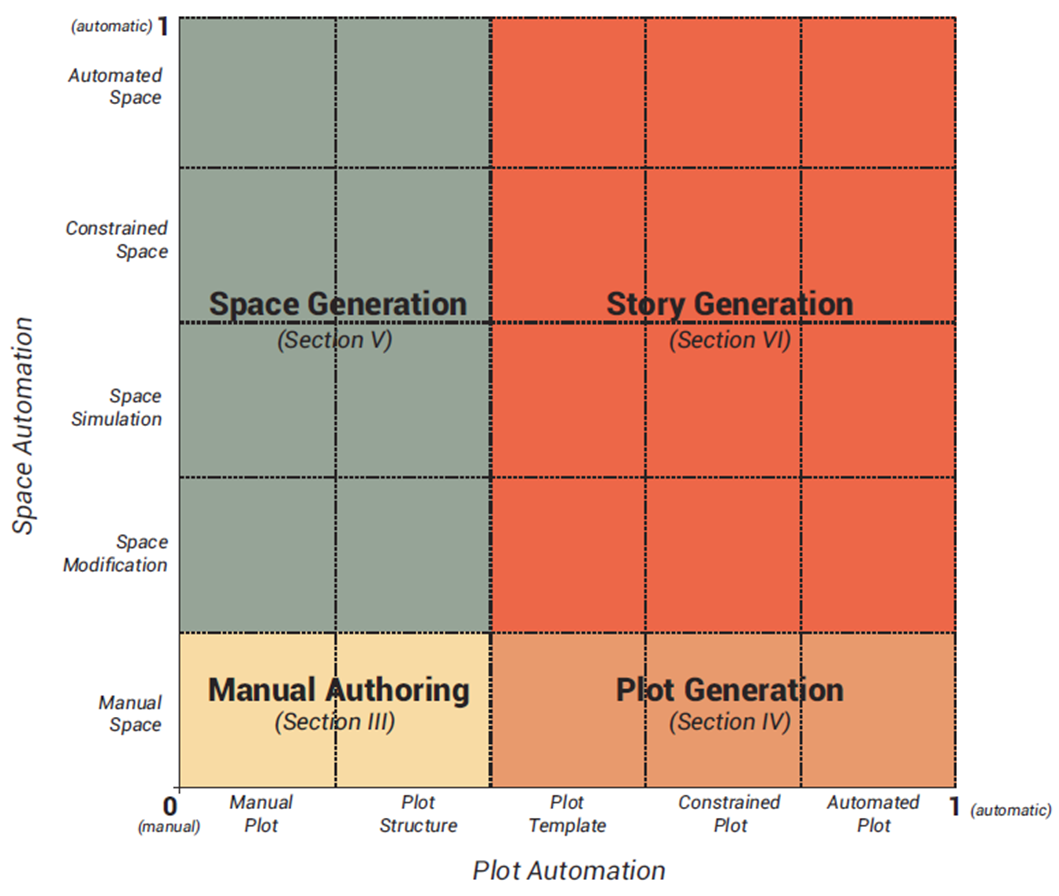 (automatic) 1
Automated
Space
Constrained
Space
Space Generation
(Section V)
Story Generation
(Section VI)
Space Automation
Space
Simulation
Space
Modification
Manual
Space
Manual Authoring
(Section III)
Plot Generation
(Section IV)
0
(manual)
Manual
Plot
Plot
Structure
Plot
Template
Constrained
Plot
Automated
Plot
1 (automatic)
Plot Automation